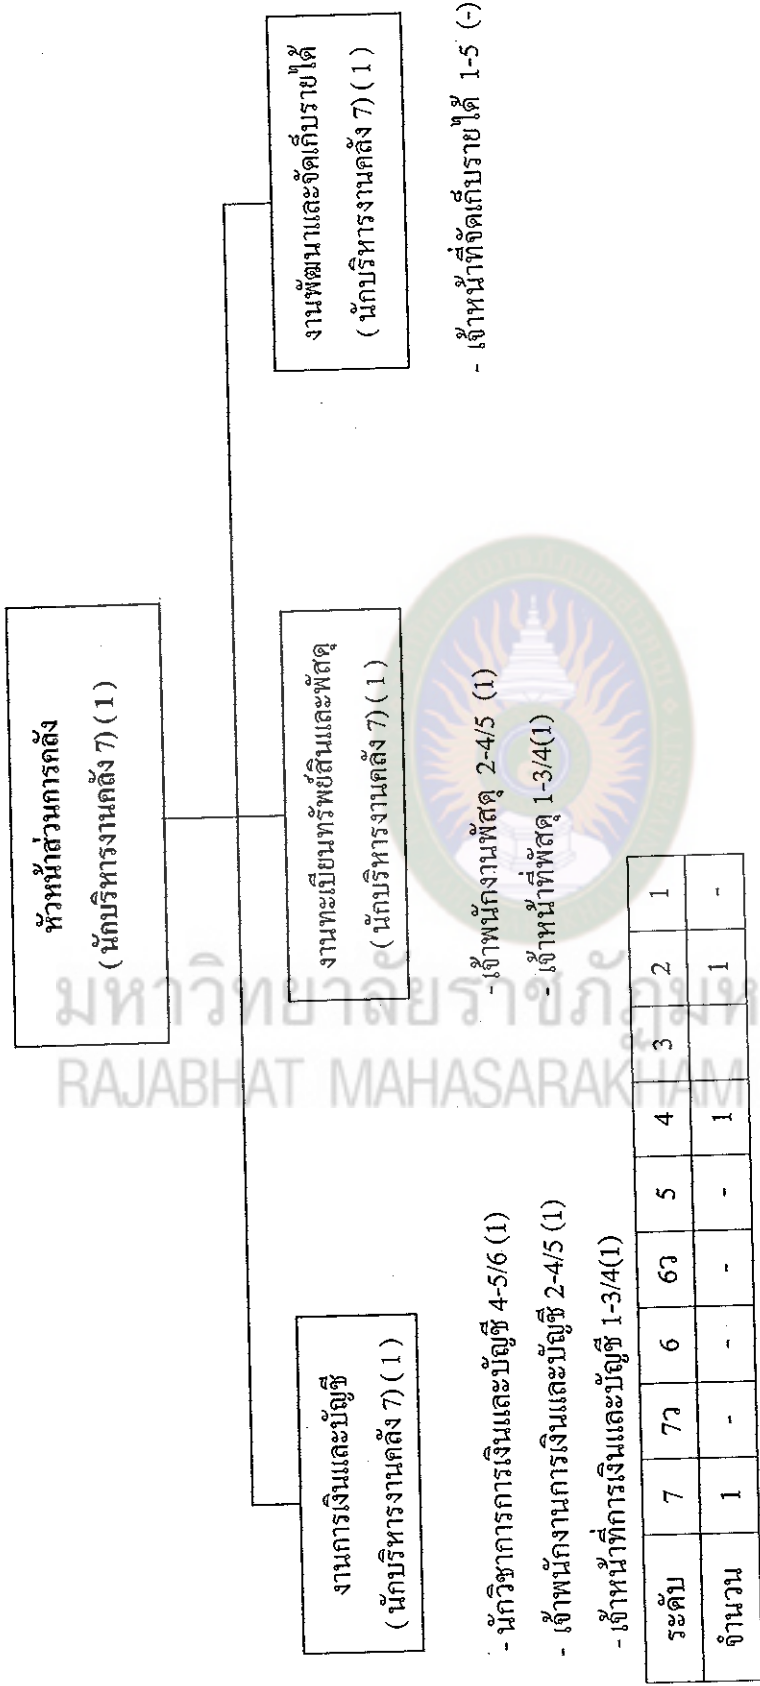 หัวหน้าส่วนการคลัง
( นักบริหารงานคลัง 7) ( 1 )
งานการเงินและบัญชี
( นักบริหารงานคลัง 7) ( 1 )
งานทะเบียนทรัพย์สินและพัสดุ
( นักบริหารงานคลัง 7) ( 1 )
งานพัฒนาและจัดเก็บรายได้
( นักบริหารงานคลัง 7) ( 1 )
- นักวิชาการการเงินและบัญชี 4-5/6 (1)
- เจ้าพนักงานการเงินและบัญชี 2-4/5 (1)
- เจ้าหน้าที่การเงินและบัญชี 1-3/4(1)
- เจ้าพนักงานพัสดุ 2-4/5 (1)
- เจ้าหน้าที่พัสดุ 1-3/4(1)
- เจ้าหน้าที่จัดเก็บรายได้ 1-5 (-)
ระดับ 7 7ว 6 6ว 5 4 3 2 1
จำนวน 1 - - - - 1 1 -
มหาวิทยาลัยราชภัฏมห
RAJABHAT MAHASARAKHAM